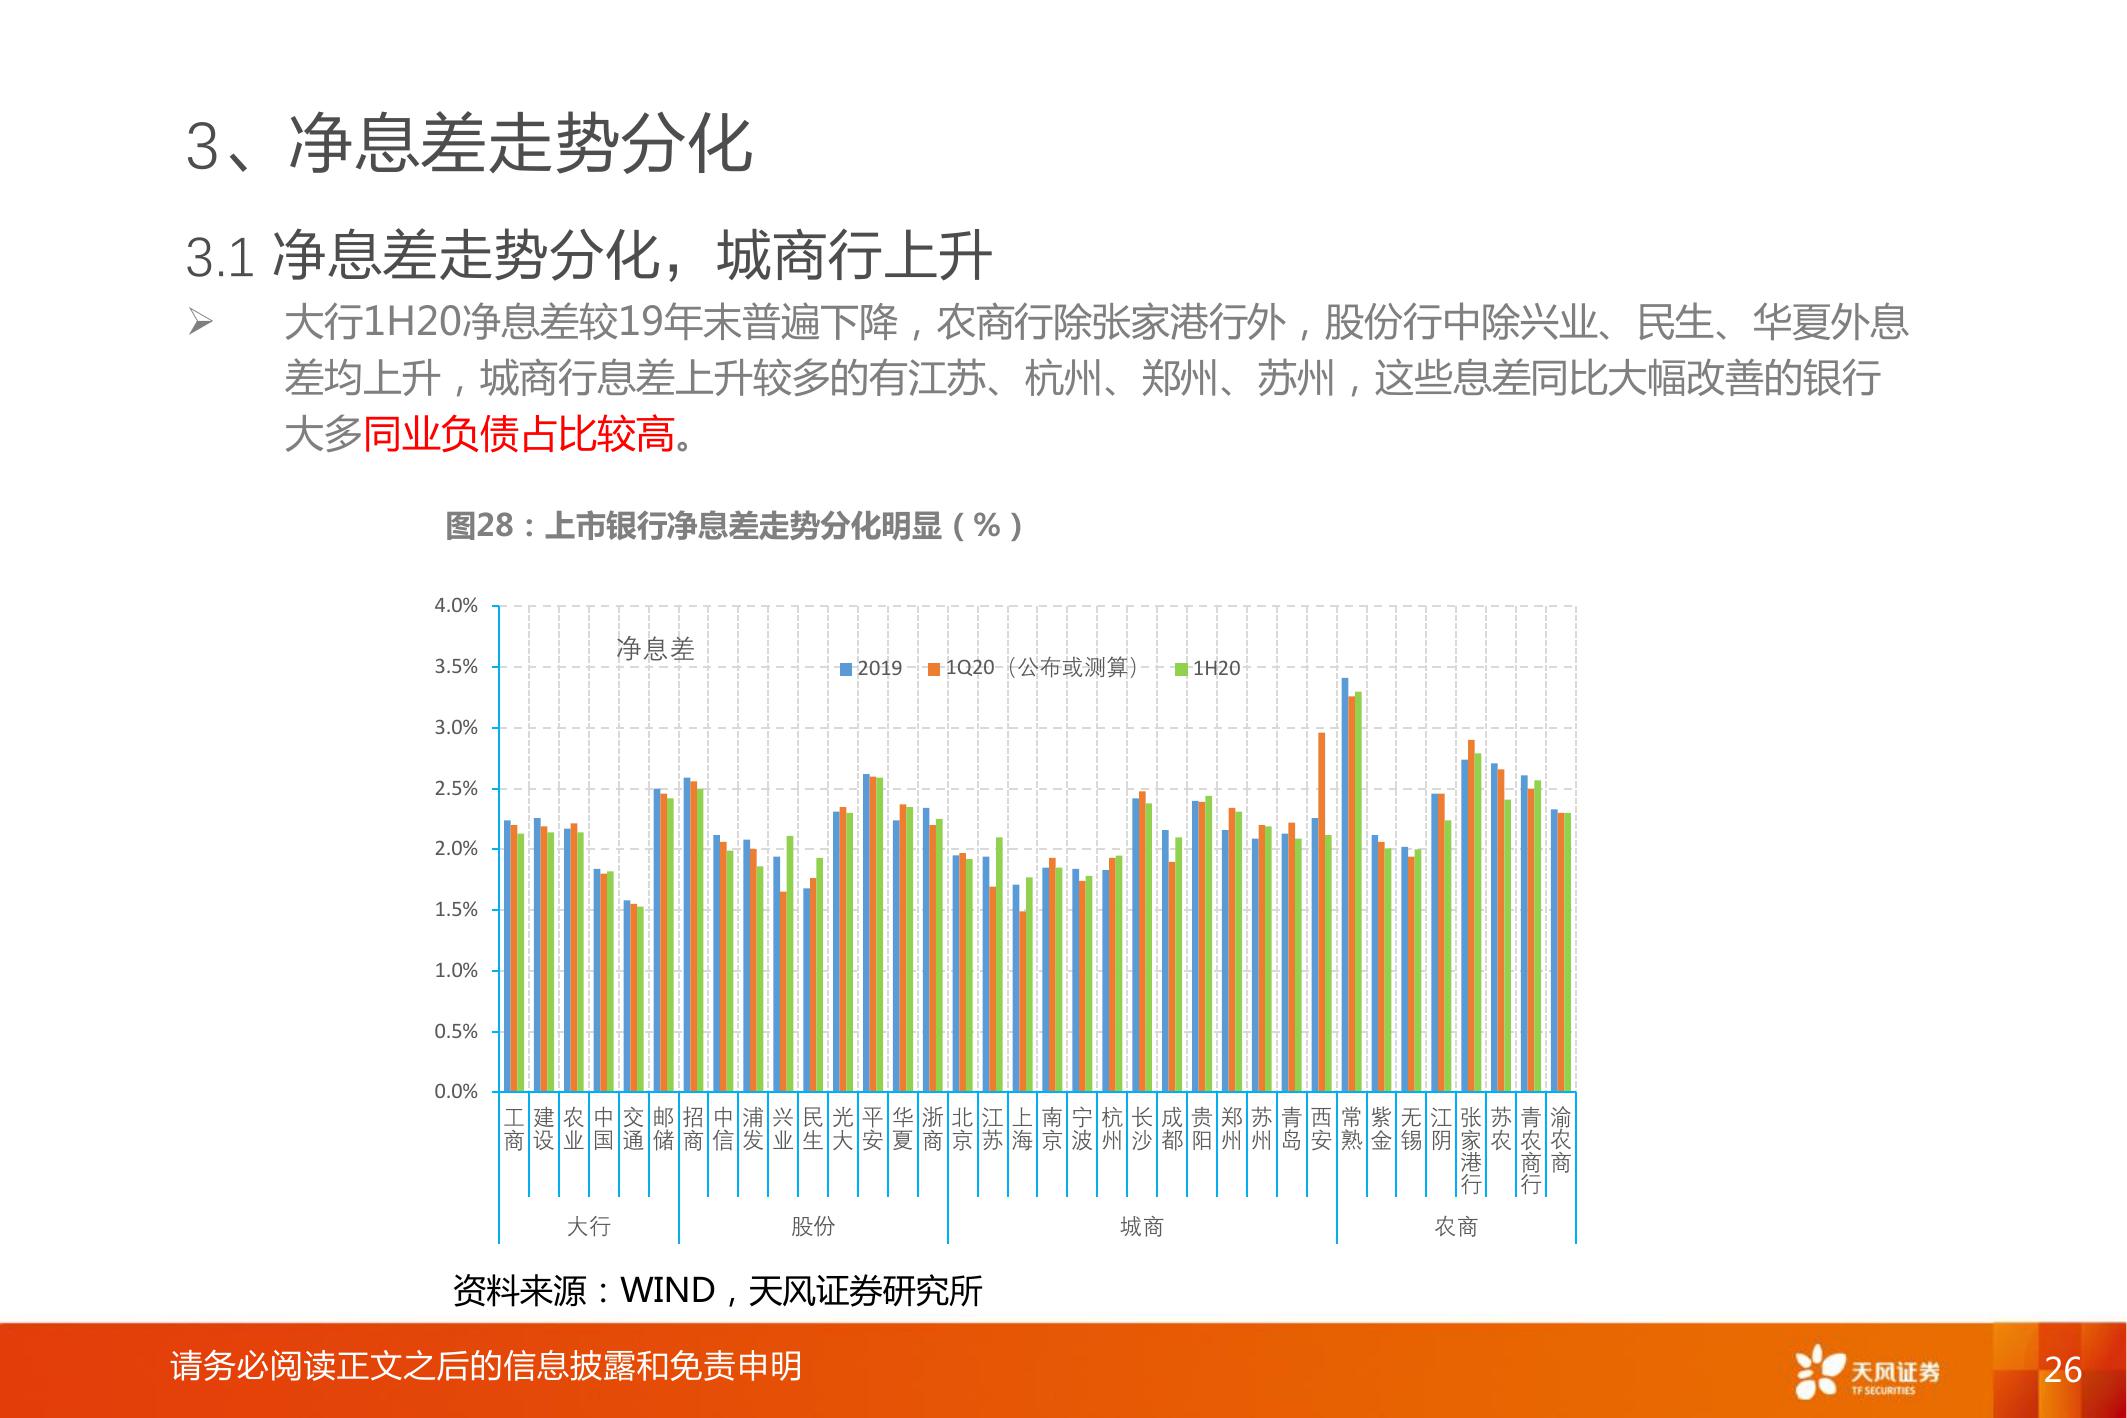 3、净息差走势分化
3.1 净息差走势分化，城商行上升
➢ 大行1H20净息差较19年末普遍下降，农商行除张家港行外，股份行中除兴业、民生、华夏外息
差均上升，城商行息差上升较多的有江苏、杭州、郑州、苏州，这些息差同比大幅改善的银行
大多同业负债占比较高。
图28：上市银行净息差走势分化明显（%）
净息差
2019 1Q20（公布或测算） 1H20
4.0%
3.5%
3.0%
2.5%
2.0%
1.5%
1.0%
0.5%
0.0%
工商 建设 农业 中国 交通 邮储 招商 中信 浦发 兴业 民生 光大 平安 华夏 浙商 北京 江苏 上海 南京 宁波 杭州 长沙 成都 贵阳 郑州 苏州 青岛 西安 常熟 紫金 无锡 江阴 张家港行 苏农 青农商行 渝农商
大行 股份 城商 农商
资料来源：WIND，天风证券研究所
请务必阅读正文之后的信息披露和免责申明
天风证券
TF SECURITIES
26